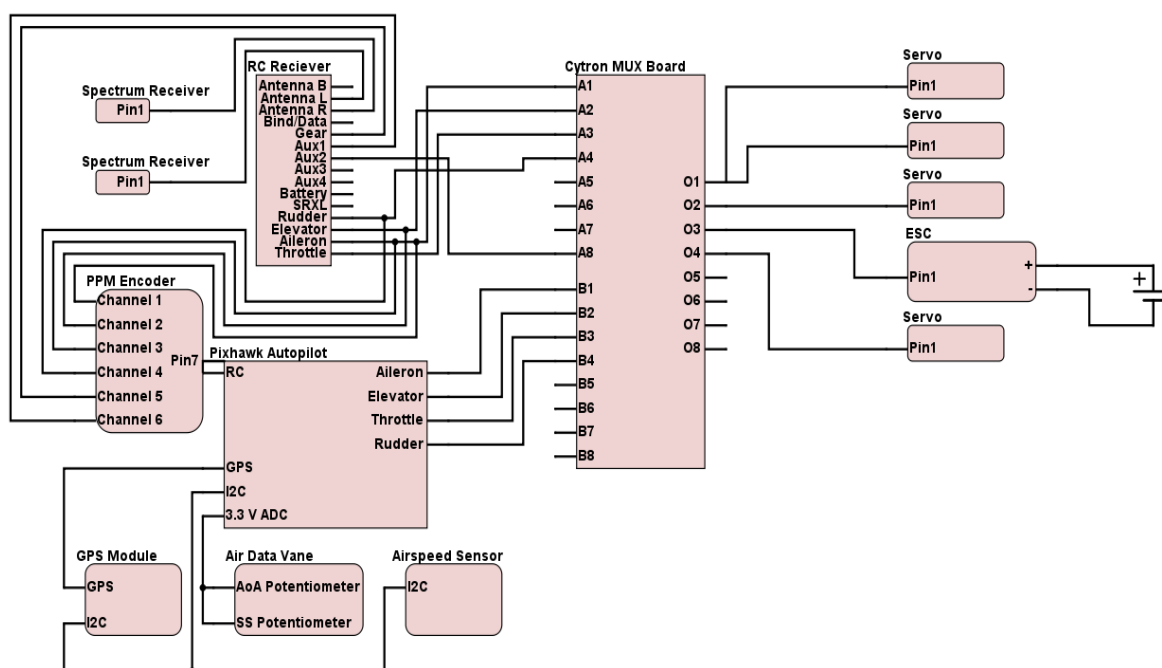 Spectrum Receiver
Pin1
Spectrum Receiver
Pin1
RC Reciever
Antenna B
Antenna L
Antenna R
Bind/Data
Gear
Aux1
Aux2
Aux3
Aux4
Battery
SRXL
Rudder
Elevator
Aileron
Throttle
Cytron MUX Board
A1
A2
A3
A4
A5
A6
A7
A8
B1
B2
B3
B4
B5
B6
B7
B8
O1
O2
O3
O4
O5
O6
O7
O8
Servo
Pin1
Servo
Pin1
Servo
Pin1
ESC
Pin1
+
-
+
Servo
Pin1
PPM Encoder
Channel 1
Channel 2
Channel 3
Channel 4
Channel 5
Channel 6
Pin7
Pixhawk Autopilot
RC
GPS
I2C
3.3 V ADC
Aileron
Elevator
Throttle
Rudder
GPS Module
GPS
I2C
Air Data Vane
AoA Potentiometer
SS Potentiometer
Airspeed Sensor
I2C